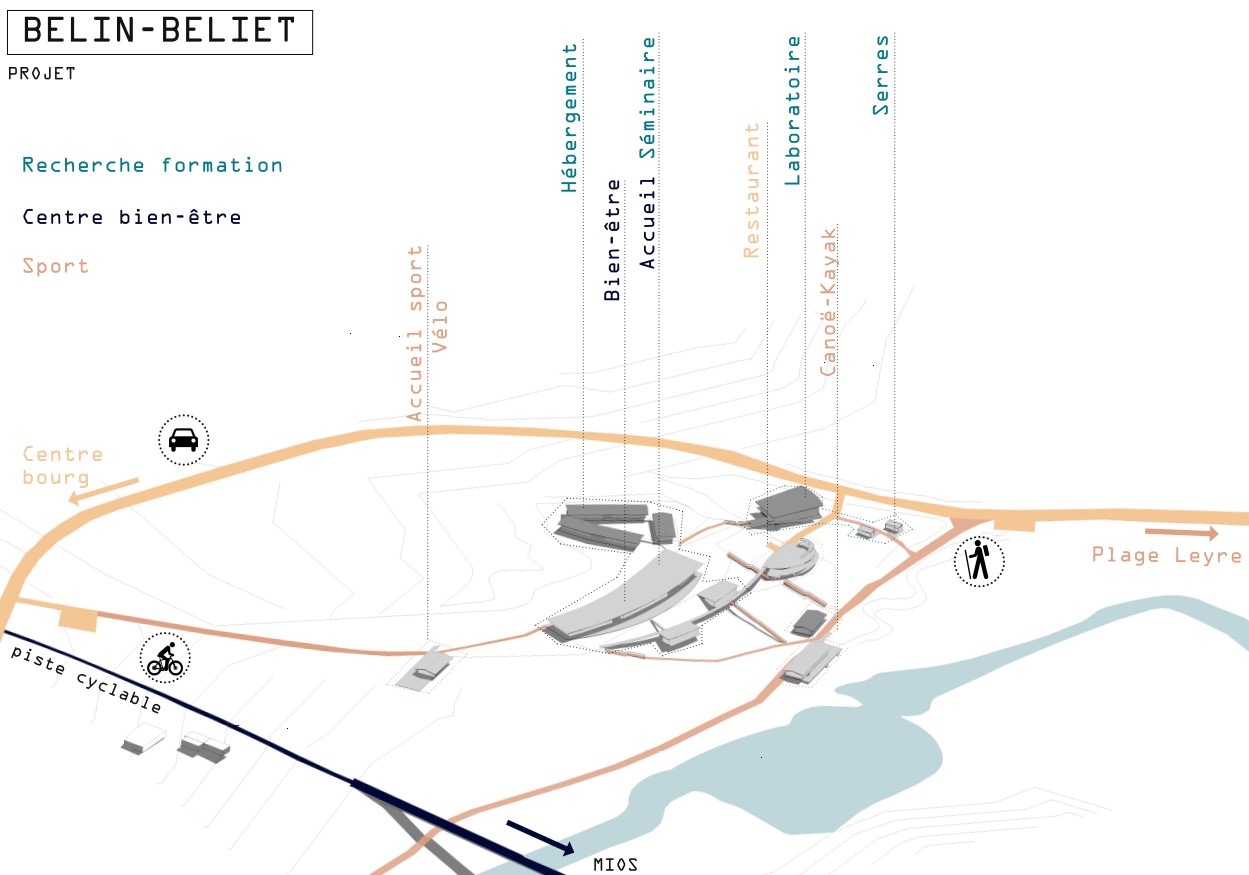 BELIN-BELIET
PROJET
Recherche formation
Centre bien-être
Sport
Hébergement
Bien-être
Accueil Séminaire
Restaurant
Laboratoire
Canoë-Kayak
Serres
Accueil sport
Vélo
Centre
bourg
Plage Leyre
piste cyclable
MIOS